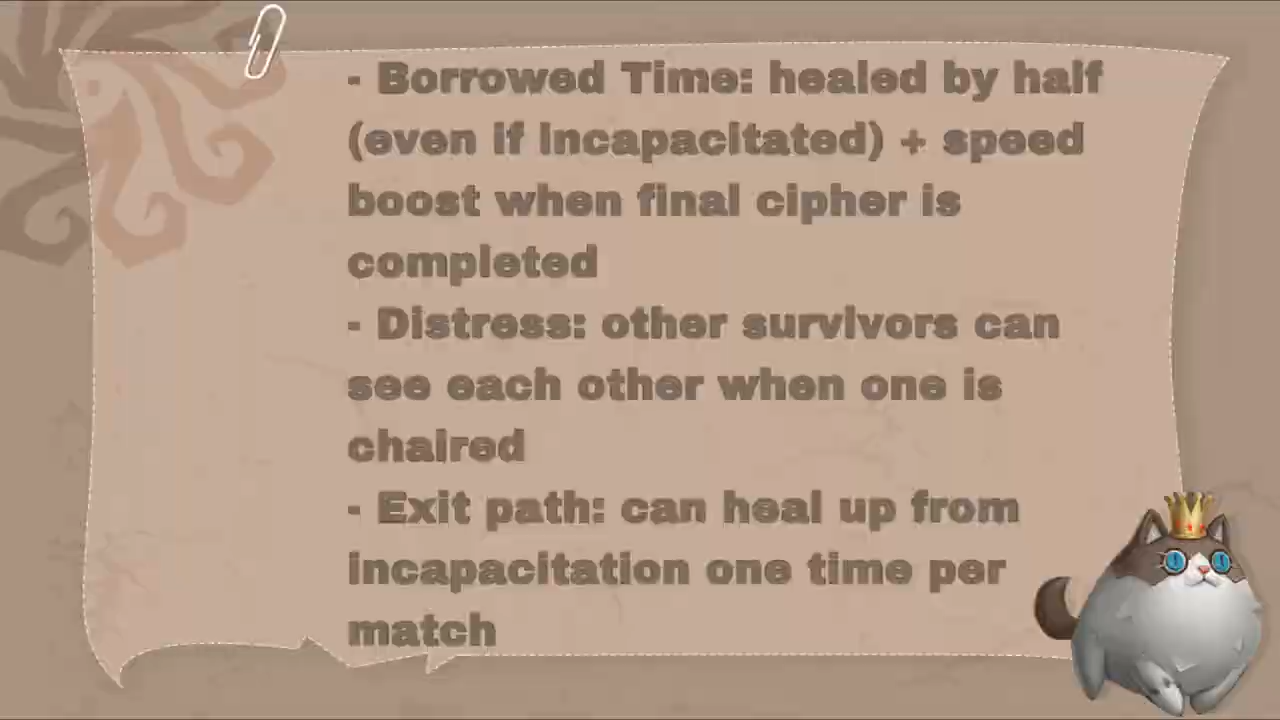 - Borrowed Time: healed by half
(even if incapacitated) + speed
boost when final cipher is
completed
- Distress: other survivors can
see each other when one is
chaired
- Exit path: can heal up from
incapacitation one time per
match